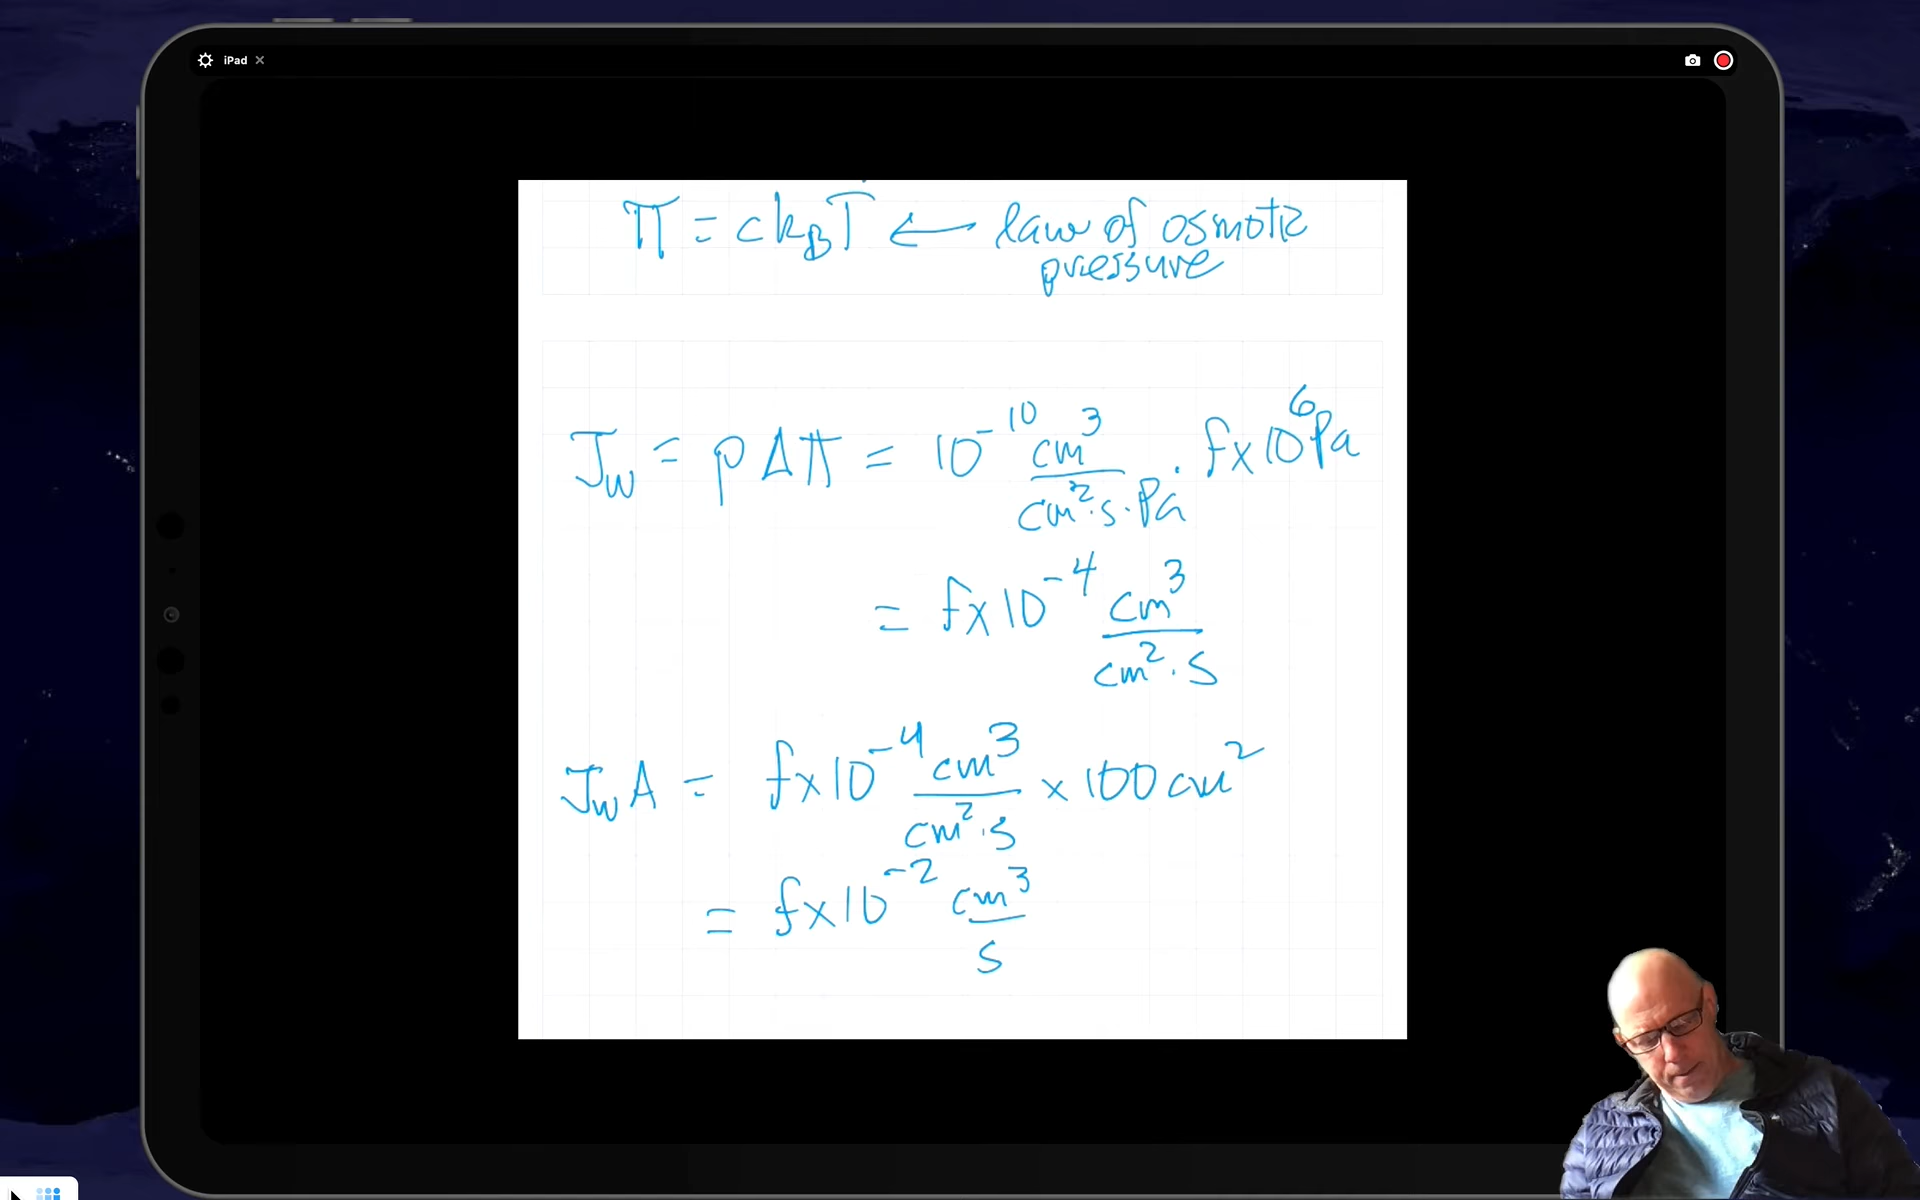 iPad
Π = ck_BT ← law of osmotic
pressure
J_w = pΔπ = 10^-10 cm^3/cm^2·s·Pa · f×10^6 Pa
= f×10^-4 cm^3/cm^2·s
J_wA = f×10^-4 cm^3/cm^2·s × 100 cm^2
= f×10^-2 cm^3/s